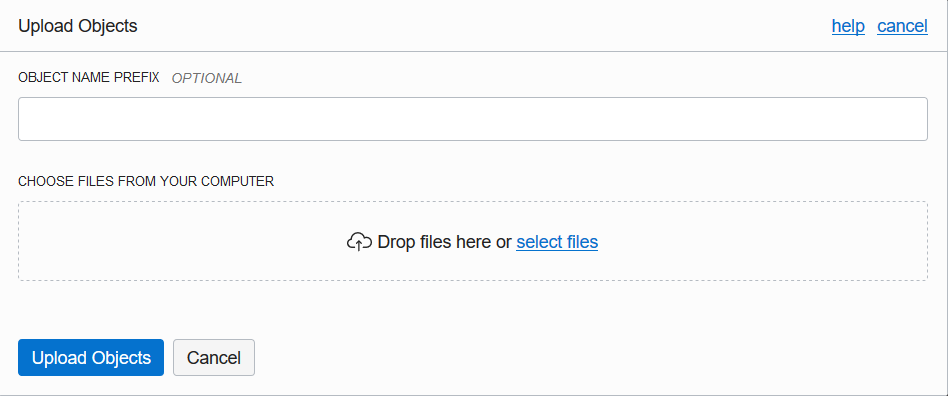 Upload Objects help cancel
OBJECT NAME PREFIX OPTIONAL
CHOOSE FILES FROM YOUR COMPUTER
Drop files here or select files
Upload Objects Cancel